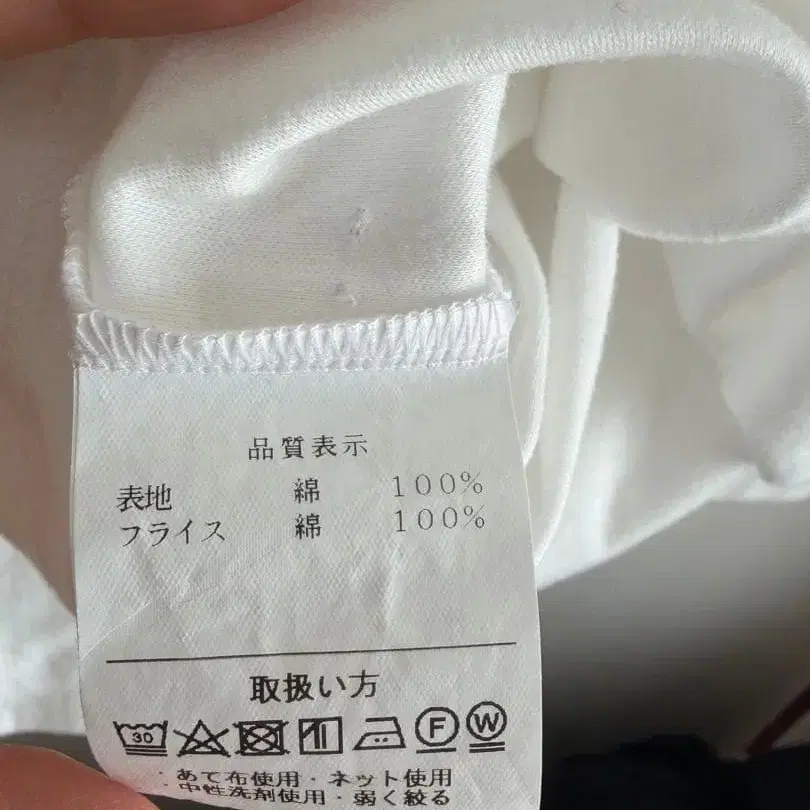 品質表示
表地 綿 100%
フライス 綿 100%
取扱い方
30 F W
・あて布使用・ネット使用
・中性洗剤使用・弱く絞る